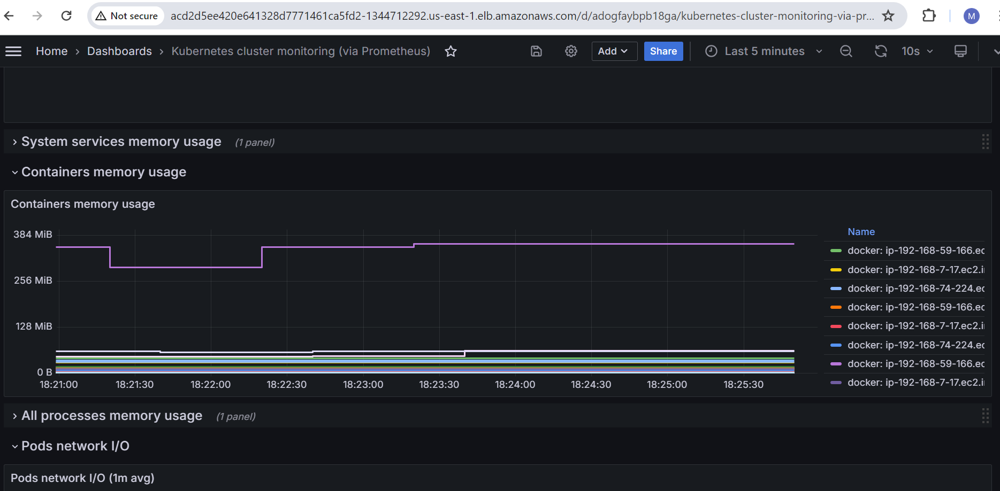 Not secure acd2d5ee420e641328d7771461ca5fd2-1344712292.us-east-1.elb.amazonaws.com/d/adogfaybpb18ga/kubernetes-cluster-monitoring-via-pr... M
Home › Dashboards › Kubernetes cluster monitoring (via Prometheus) Add Share Last 5 minutes 10s
System services memory usage (1 panel)
Containers memory usage
Containers memory usage
384 MiB
256 MiB
128 MiB
0 B
18:21:00 18:21:30 18:22:00 18:22:30 18:23:00 18:23:30 18:24:00 18:24:30 18:25:00 18:25:30
Name
docker: ip-192-168-59-166.ec
docker: ip-192-168-7-17.ec2.i
docker: ip-192-168-74-224.ec
docker: ip-192-168-59-166.ec
docker: ip-192-168-7-17.ec2.i
docker: ip-192-168-74-224.ec
docker: ip-192-168-59-166.ec
docker: ip-192-168-7-17.ec2.i
All processes memory usage (1 panel)
Pods network I/O
Pods network I/O (1m avg)